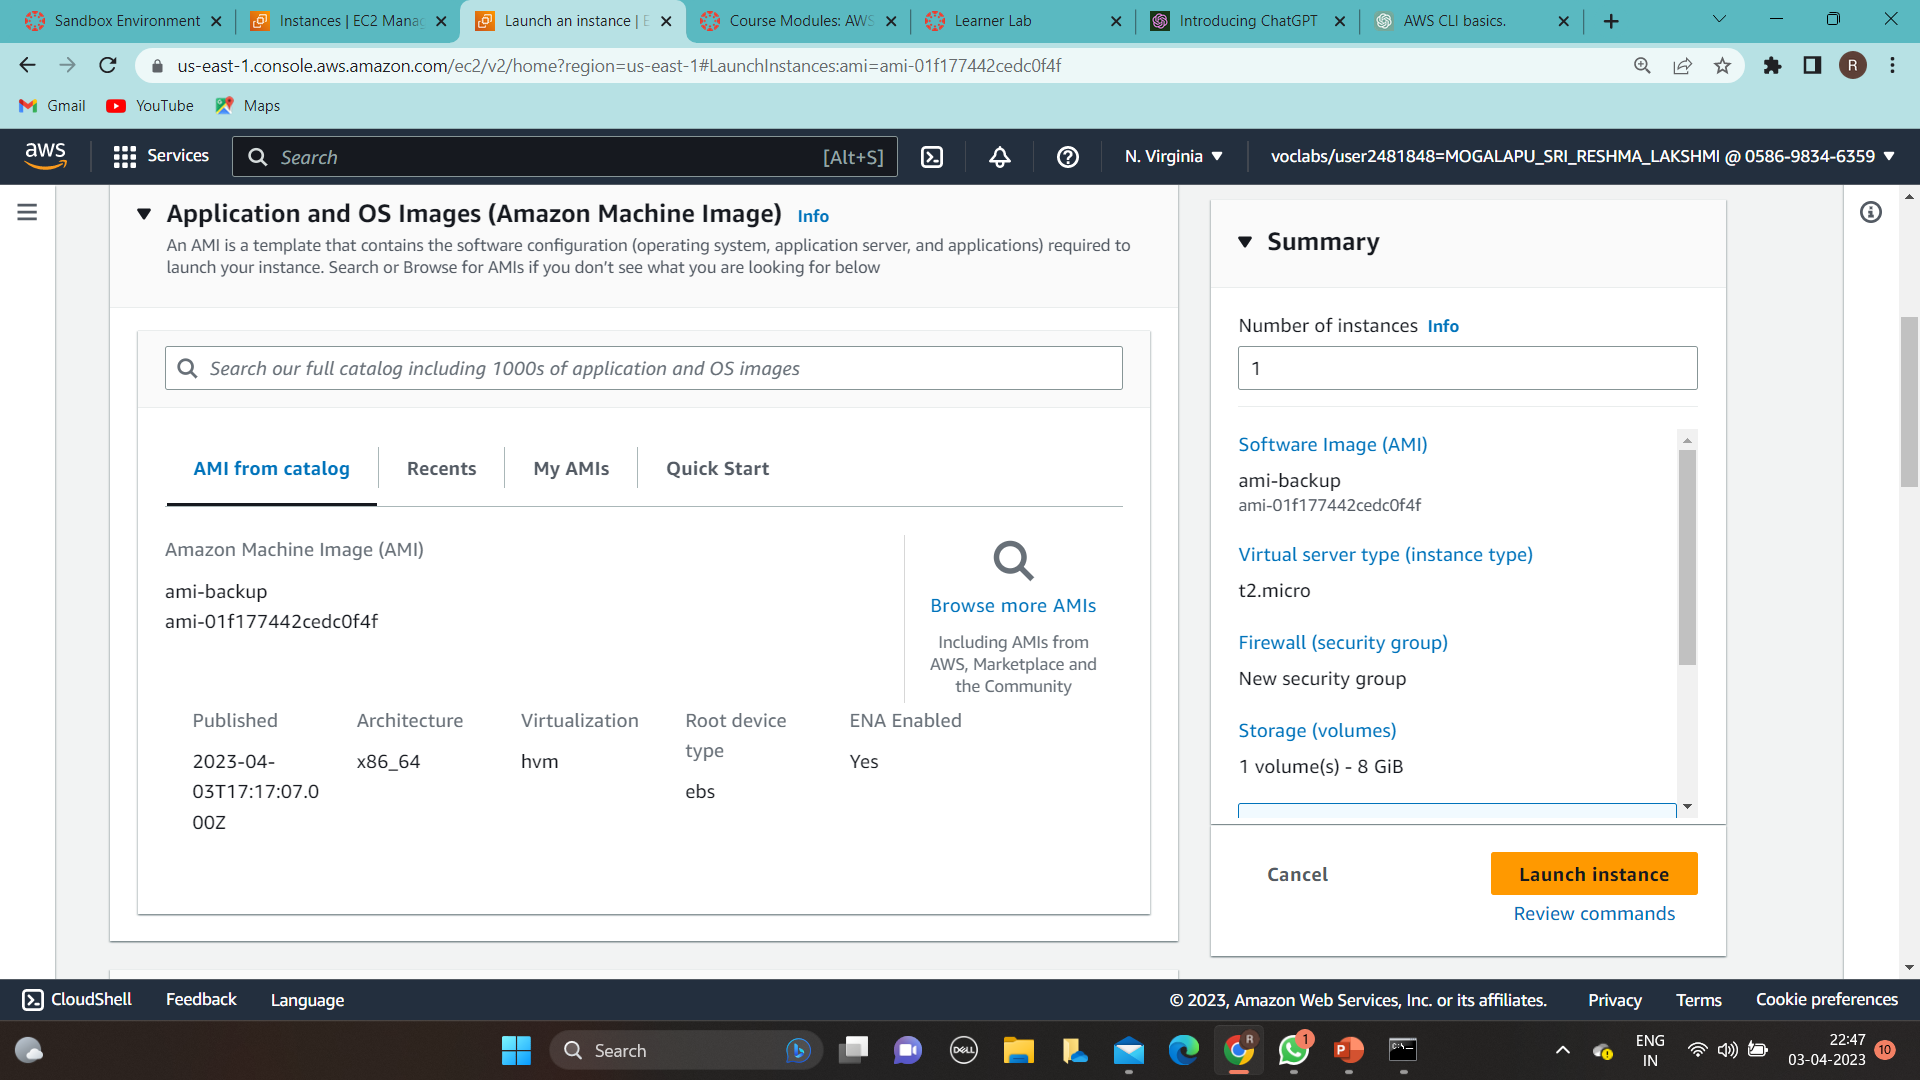 Sandbox Environment
Instances | EC2 Manag
Launch an instance | E
Course Modules: AWS
Learner Lab
Introducing ChatGPT
AWS CLI basics.
us-east-1.console.aws.amazon.com/ec2/v2/home?region=us-east-1#LaunchInstances:ami=ami-01f177442cedc0f4f
R
Gmail
YouTube
Maps
aws
Services
Search
[Alt+S]
N. Virginia
voclabs/user2481848=MOGALAPU_SRI_RESHMA_LAKSHMI @ 0586-9834-6359
Application and OS Images (Amazon Machine Image) Info
An AMI is a template that contains the software configuration (operating system, application server, and applications) required to
launch your instance. Search or Browse for AMIs if you don't see what you are looking for below
Search our full catalog including 1000s of application and OS images
AMI from catalog
Recents
My AMIs
Quick Start
Amazon Machine Image (AMI)
ami-backup
ami-01f177442cedc0f4f
Browse more AMIs
Including AMIs from
AWS, Marketplace and
the Community
Published
2023-04-
03T17:17:07.0
00Z
Architecture
x86_64
Virtualization
hvm
Root device
type
ebs
ENA Enabled
Yes
Summary
Number of instances Info
1
Software Image (AMI)
ami-backup
ami-01f177442cedc0f4f
Virtual server type (instance type)
t2.micro
Firewall (security group)
New security group
Storage (volumes)
1 volume(s) - 8 GiB
Cancel
Launch instance
Review commands
CloudShell
Feedback
Language
© 2023, Amazon Web Services, Inc. or its affiliates.
Privacy
Terms
Cookie preferences
Search
DELL
R
1
P
ENG
IN
22:47
03-04-2023
10